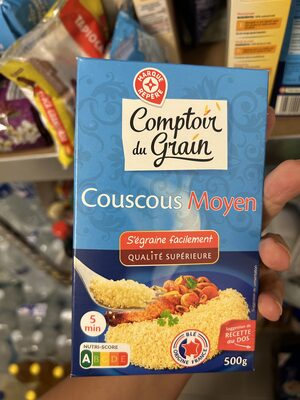 TAPIOCA
MARQUE
REPÈRE
Comptoir
du Grain
Couscous Moyen
S'égraine facilement
QUALITÉ SUPÉRIEURE
5
min
NUTRI-SCORE
A B C D E
BLÉ
ORIGINE FRANCE
Suggestion de
RECETTE
au DOS
500g